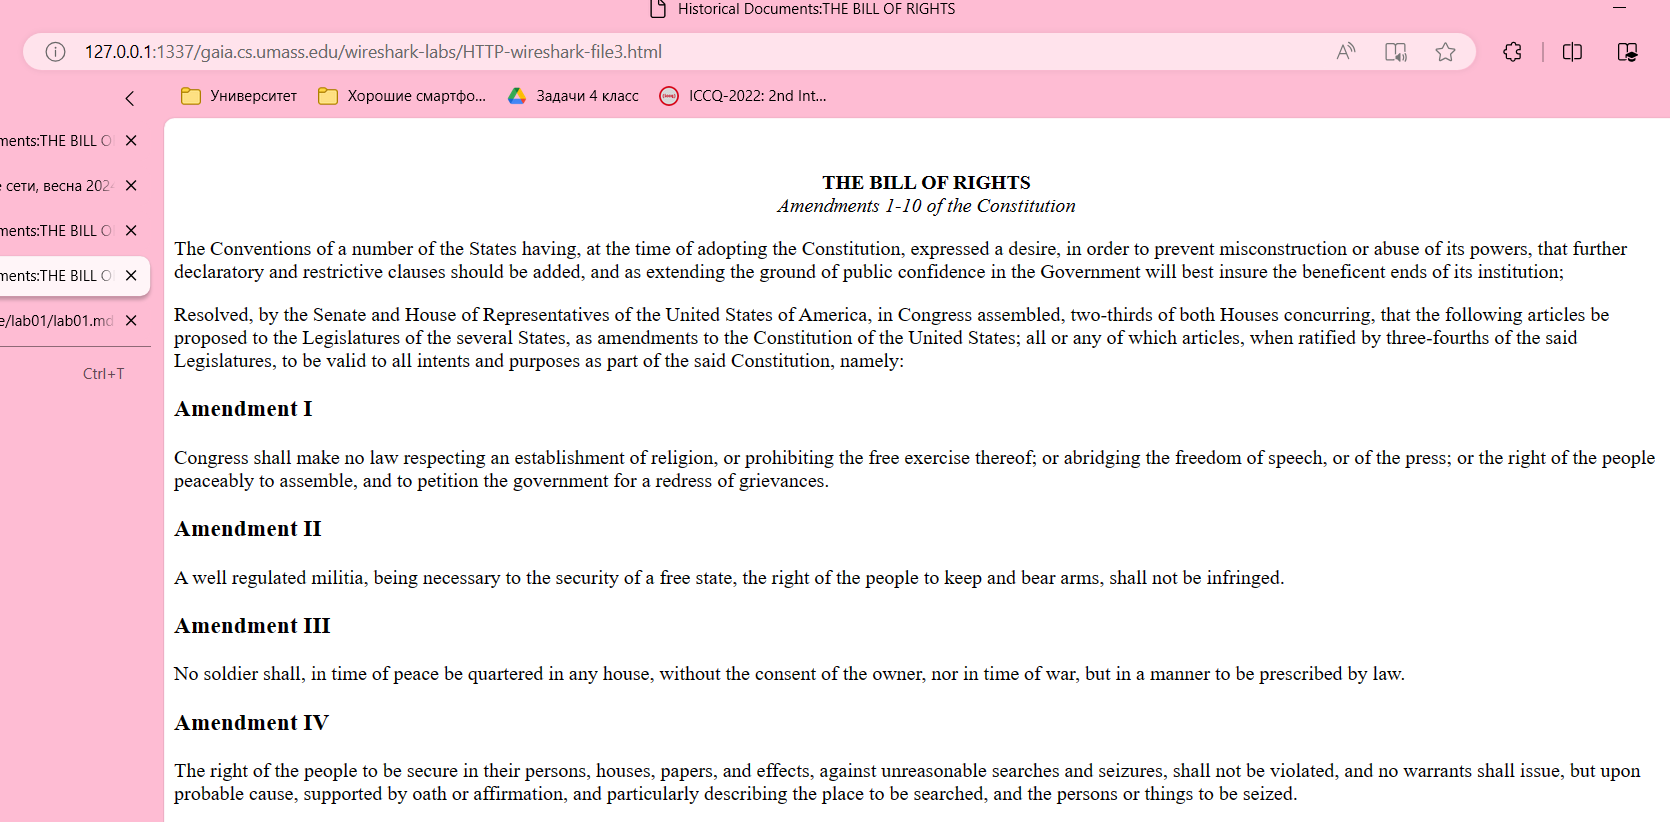 Historical Documents:THE BILL OF RIGHTS
127.0.0.1:1337/gaia.cs.umass.edu/wireshark-labs/HTTP-wireshark-file3.html
Университет Хорошие смартфо... Задачи 4 класс ICCQ-2022: 2nd Int...
ments:THE BILL O
сети, весна 202
ments:THE BILL O
ments:THE BILL O
e/lab01/lab01.md
Ctrl+T
THE BILL OF RIGHTS
Amendments 1-10 of the Constitution
The Conventions of a number of the States having, at the time of adopting the Constitution, expressed a desire, in order to prevent misconstruction or abuse of its powers, that further
declaratory and restrictive clauses should be added, and as extending the ground of public confidence in the Government will best insure the beneficent ends of its institution;
Resolved, by the Senate and House of Representatives of the United States of America, in Congress assembled, two-thirds of both Houses concurring, that the following articles be
proposed to the Legislatures of the several States, as amendments to the Constitution of the United States; all or any of which articles, when ratified by three-fourths of the said
Legislatures, to be valid to all intents and purposes as part of the said Constitution, namely:
Amendment I
Congress shall make no law respecting an establishment of religion, or prohibiting the free exercise thereof; or abridging the freedom of speech, or of the press; or the right of the people
peaceably to assemble, and to petition the government for a redress of grievances.
Amendment II
A well regulated militia, being necessary to the security of a free state, the right of the people to keep and bear arms, shall not be infringed.
Amendment III
No soldier shall, in time of peace be quartered in any house, without the consent of the owner, nor in time of war, but in a manner to be prescribed by law.
Amendment IV
The right of the people to be secure in their persons, houses, papers, and effects, against unreasonable searches and seizures, shall not be violated, and no warrants shall issue, but upon
probable cause, supported by oath or affirmation, and particularly describing the place to be searched, and the persons or things to be seized.